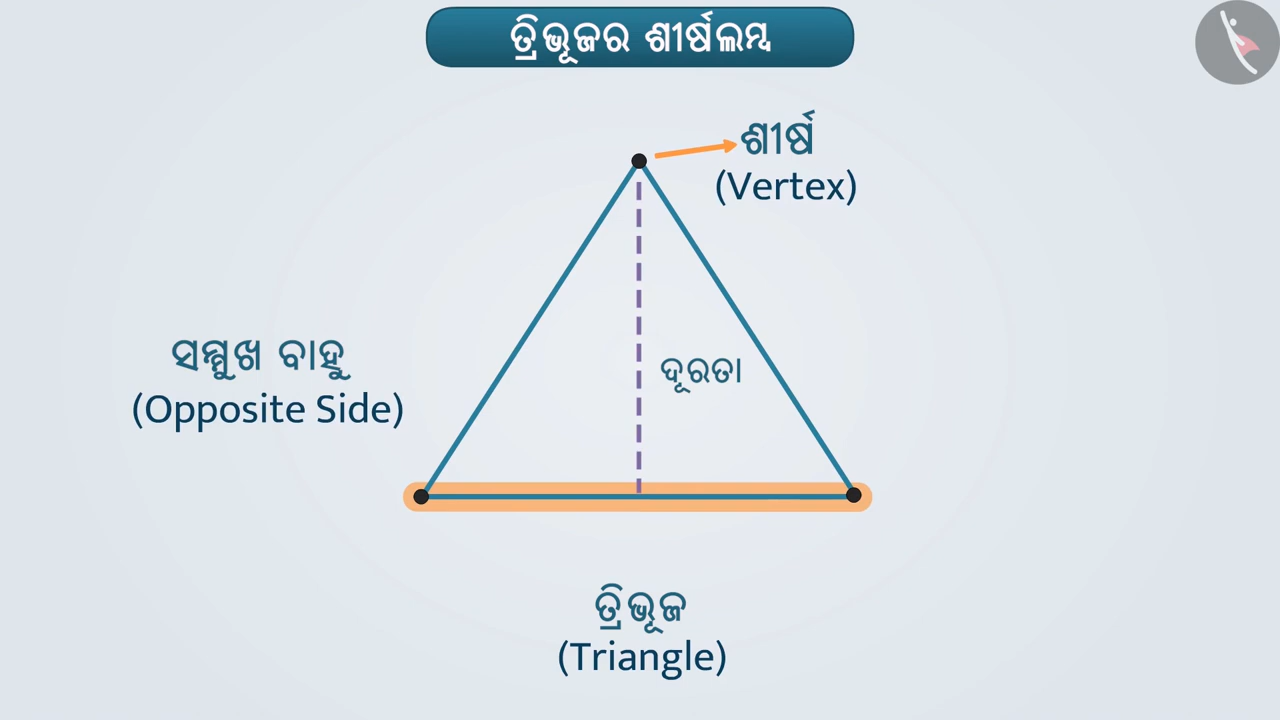 ତ୍ରିଭୂଜର ଶୀର୍ଷଲମ୍ବ
ଶୀର୍ଷ
(Vertex)
ସମ୍ମୁଖ ବାହୁ
(Opposite Side)
ଦୂରତା
ତ୍ରିଭୂଜ
(Triangle)